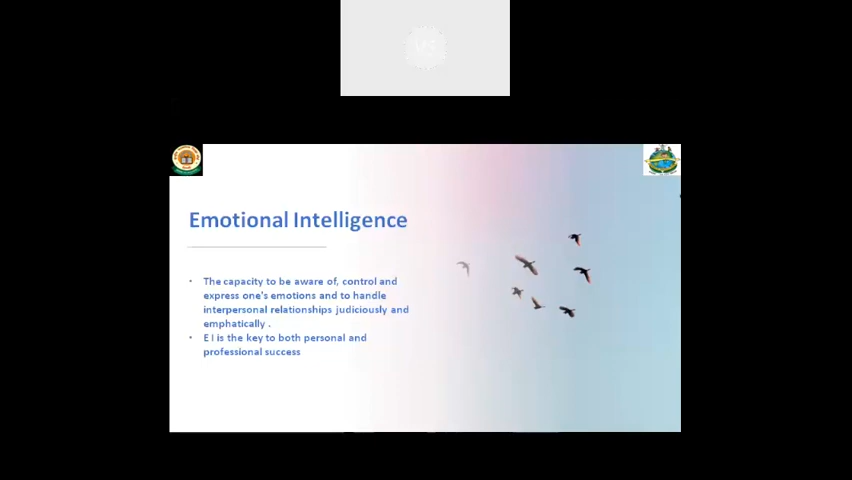 Emotional Intelligence
• The capacity to be aware of, control and
express one's emotions and to handle
interpersonal relationships judiciously and
emphatically .
• E I is the key to both personal and
professional success